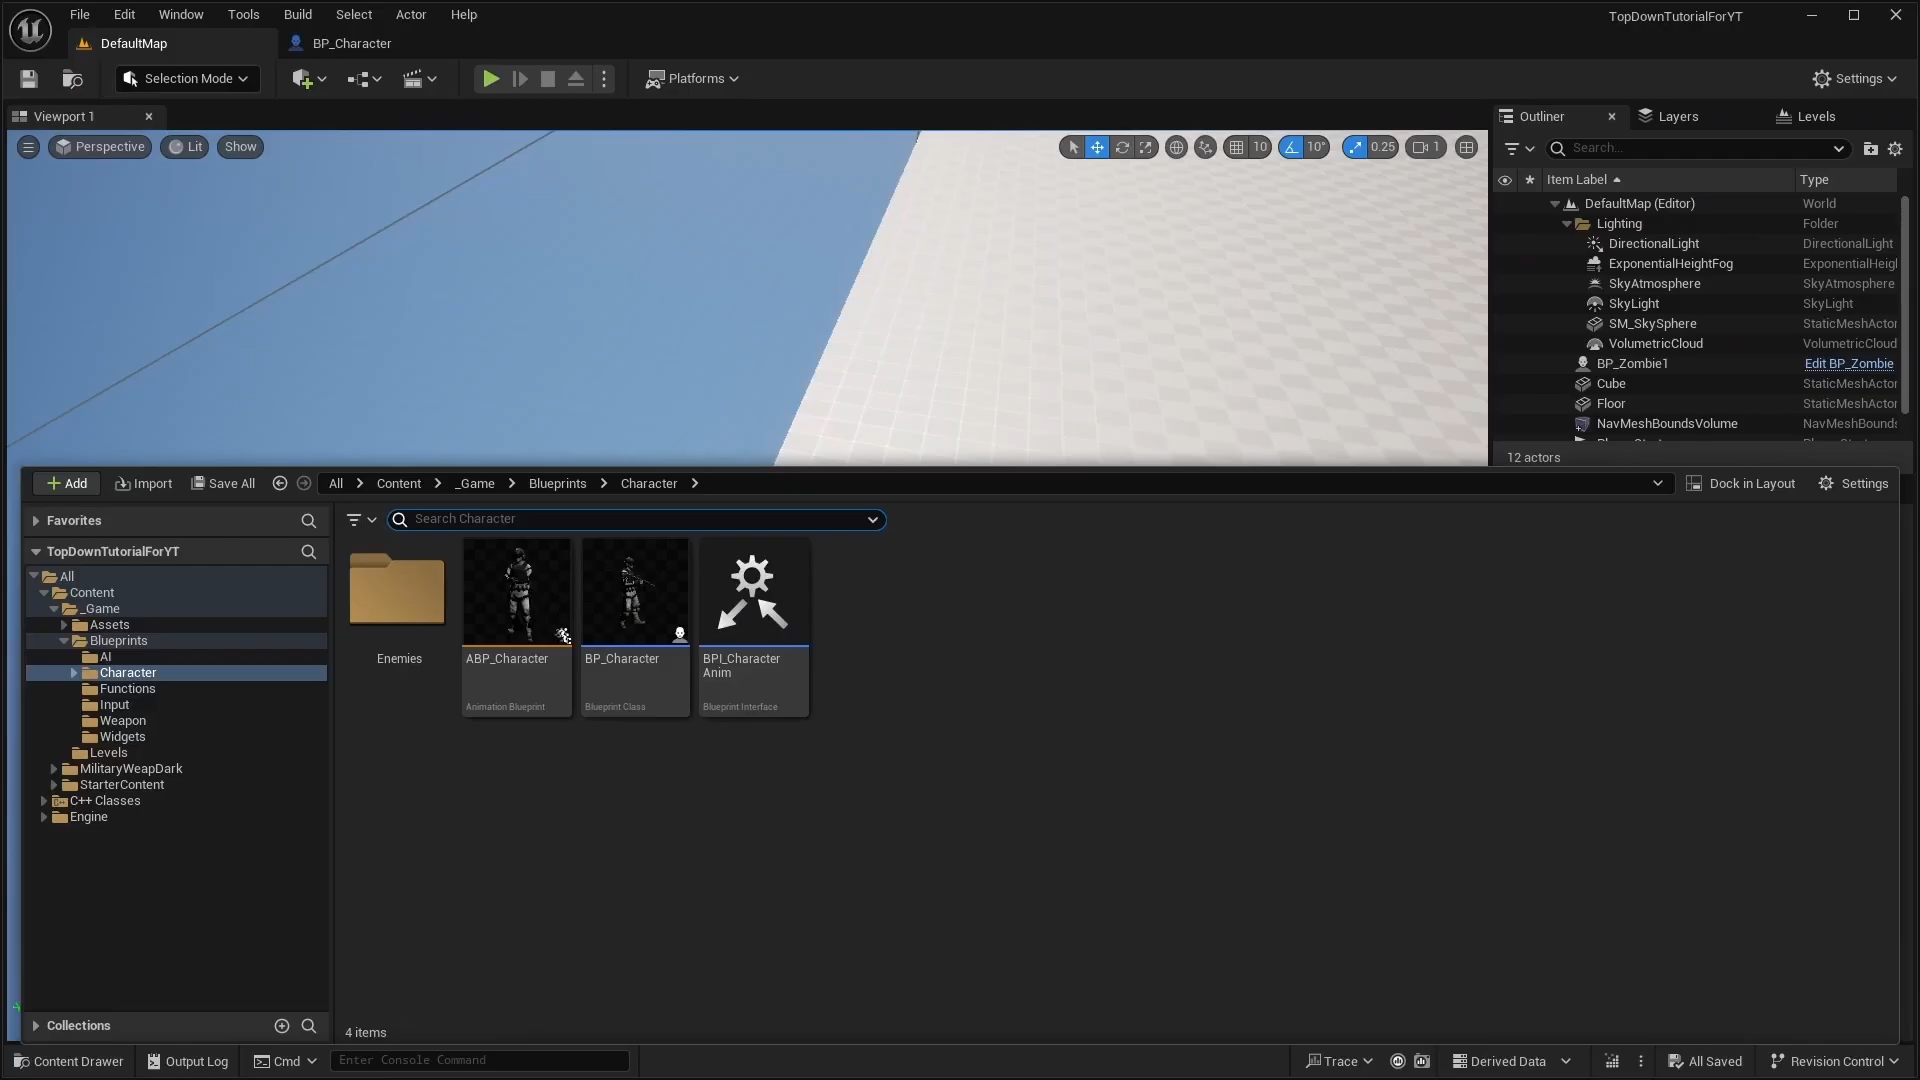 File Edit Window Tools Build Select Actor Help
TopDownTutorialForYT
DefaultMap
BP_Character
Selection Mode
Platforms
Settings
Viewport 1
Outliner
Layers
Levels
Perspective
Lit
Show
10
10°
0.25
1
Search...
Item Label
Type
DefaultMap (Editor) World
Lighting Folder
DirectionalLight DirectionalLight
ExponentialHeightFog ExponentialHeigl
SkyAtmosphere SkyAtmosphere
SkyLight SkyLight
SM_SkySphere StaticMeshActor
VolumetricCloud VolumetricCloud
BP_Zombie1 Edit BP_Zombie
Cube StaticMeshActor
Floor StaticMeshActor
NavMeshBoundsVolume NavMeshBounds
12 actors
Add
Import
Save All
All
Content
_Game
Blueprints
Character
Dock in Layout
Settings
Favorites
Search Character
TopDownTutorialForYT
All
Content
_Game
Assets
Blueprints
AI
Character
Functions
Input
Weapon
Widgets
Levels
MilitaryWeapDark
StarterContent
C++ Classes
Engine
Enemies
ABP_Character
Animation Blueprint
BP_Character
Blueprint Class
BPI_Character
Anim
Blueprint Interface
Collections
4 items
Content Drawer
Output Log
Cmd
Enter Console Command
Trace
Derived Data
All Saved
Revision Control